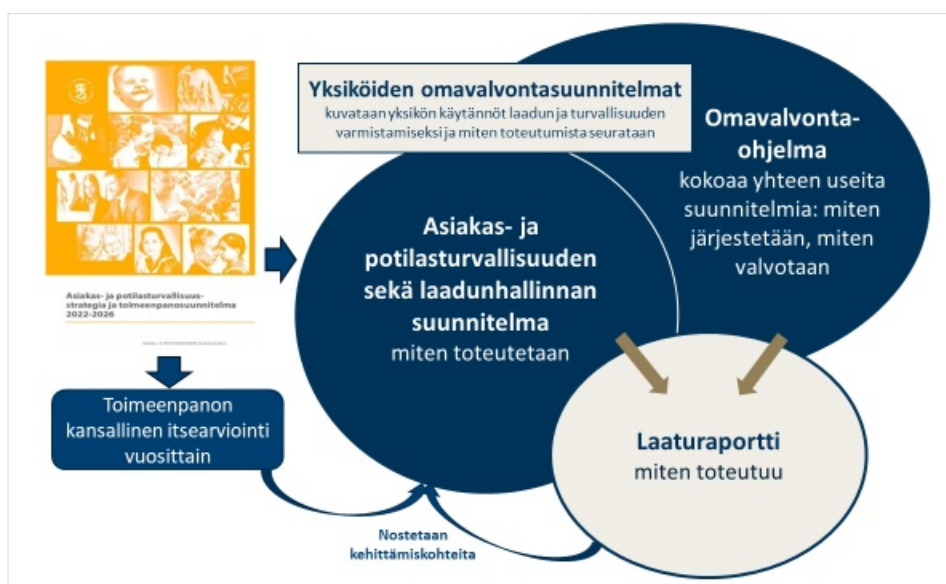 Yksiköiden omavalvontasuunnitelmat
kuvataan yksikön käytännöt laadun ja turvallisuuden
varmistamiseksi ja miten toteutumista seurataan
Omavalvonta-
ohjelma
kokoaa yhteen useita
suunnitelmia: miten
järjestetään, miten
valvotaan
Asiakas- ja
potilasturvallisuuden
sekä laadunhallinnan
suunnitelma
miten toteutetaan
Asiakas- ja potilasturvallisuus-
strategia ja toimeenpanosuunnitelma
2022-2026
Toimeenpanon
kansallinen itsearviointi
vuosittain
Laaturaportti
miten toteutuu
Nostetaan
kehittämiskohteita